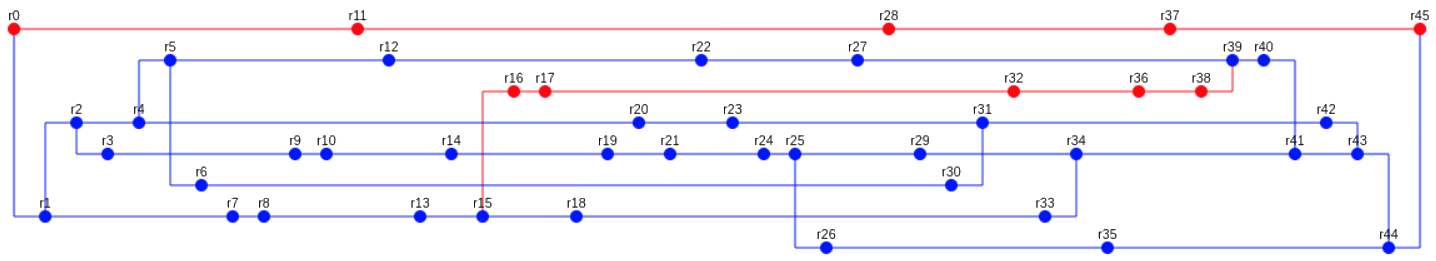 r0 r11 r28 r37 r45
r5 r12 r22 r27 r39 r40
r16 r17 r32 r36 r38
r2 r4 r20 r23 r31 r42
r3 r9 r10 r14 r19 r21 r24 r25 r29 r34 r41 r43
r6 r30
r1 r7 r8 r13 r15 r18 r33
r26 r35 r44